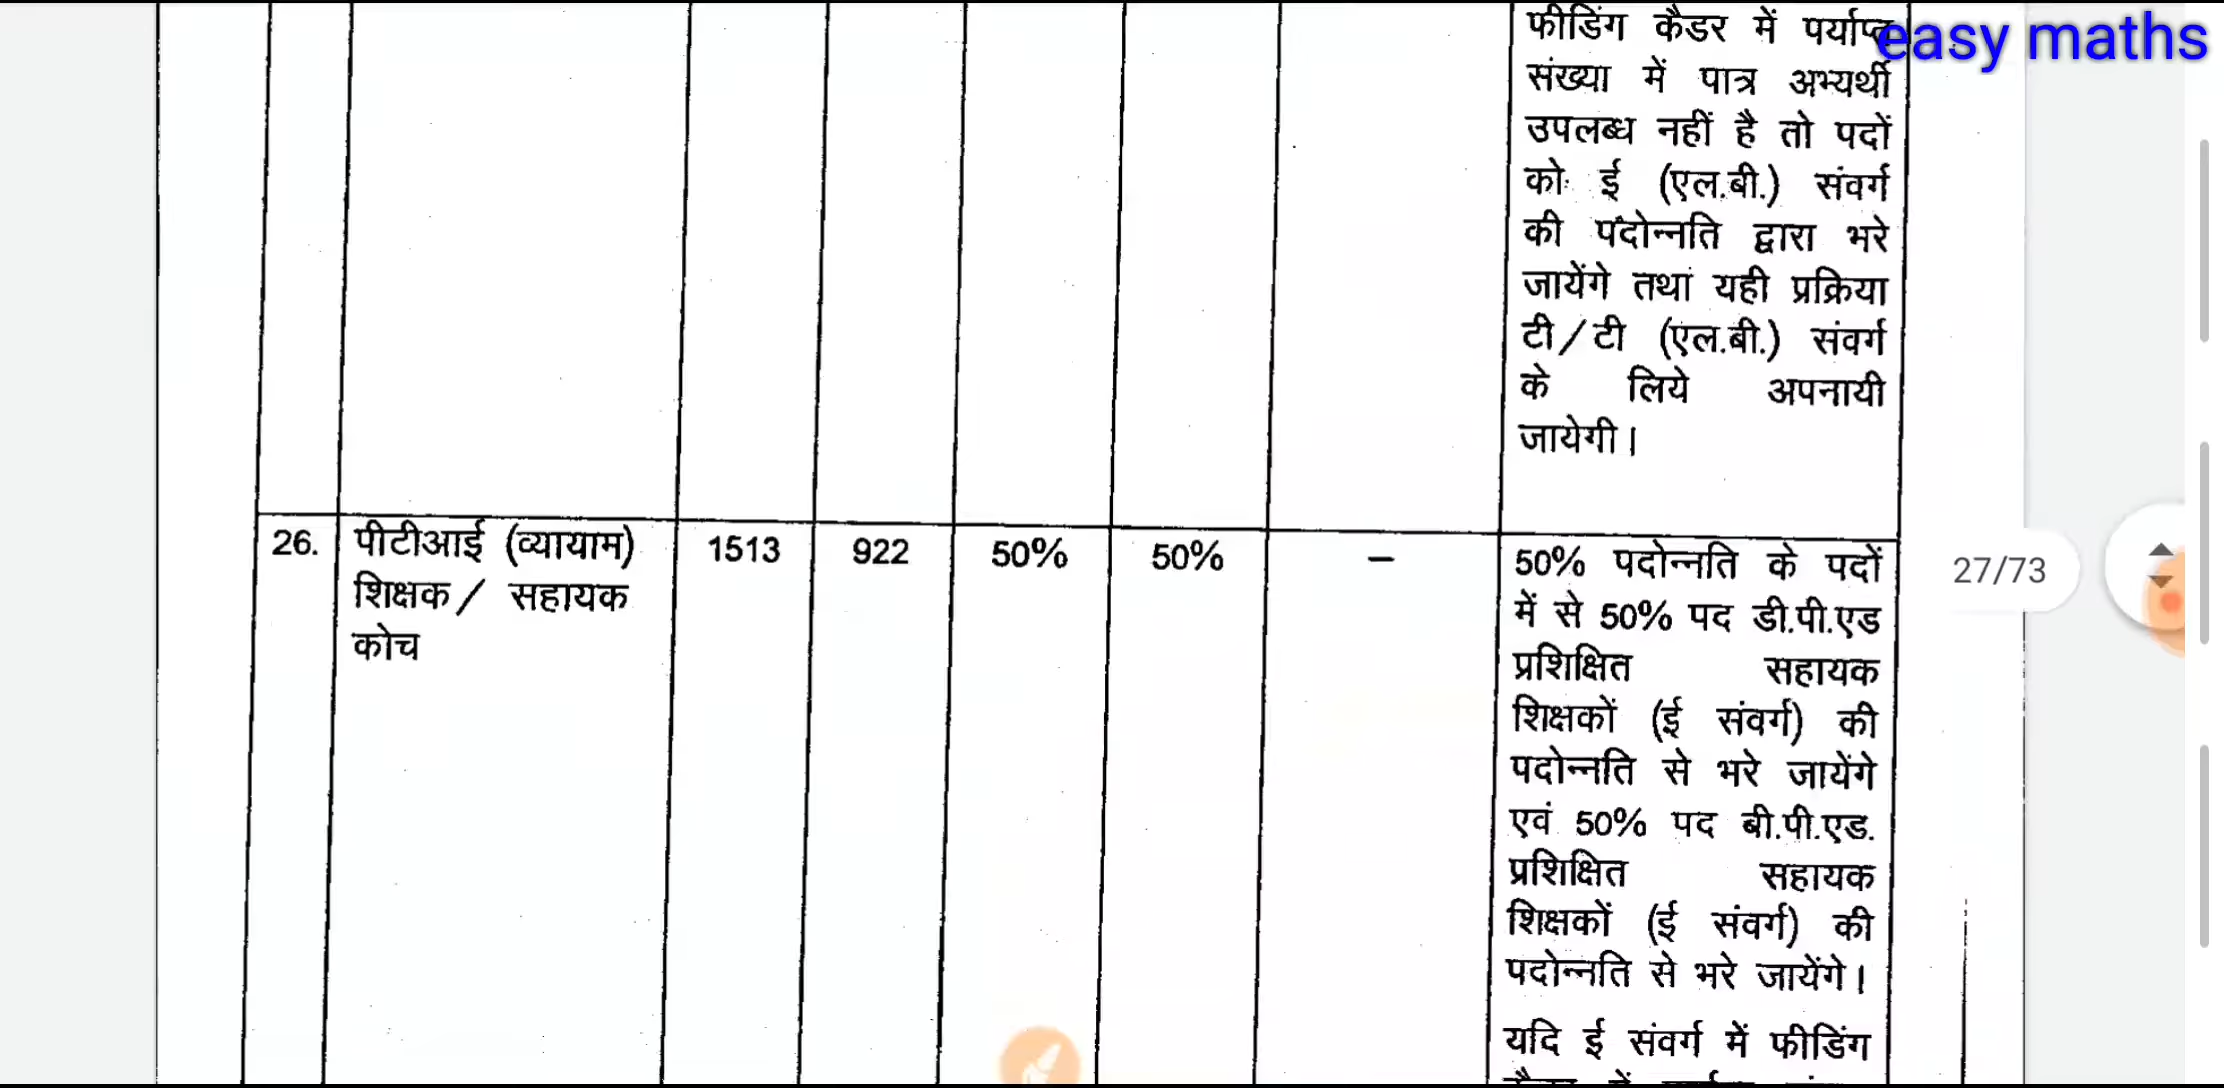 easy maths
फीडिंग कैडर में पर्याप्त
संख्या में पात्र अभ्यर्थी
उपलब्ध नहीं है तो पदों
को ई (एल.बी.) संवर्ग
की पदोन्नति द्वारा भरे
जायेंगे तथा यही प्रक्रिया
टी/टी (एल.बी.) संवर्ग
के लिये अपनायी
जायेगी।
26.
पीटीआई (व्यायाम)
शिक्षक/ सहायक
कोच
1513
922
50%
50%
–
50% पदोन्नति के पदों
में से 50% पद डी.पी.एड
प्रशिक्षित सहायक
शिक्षकों (ई संवर्ग) की
पदोन्नति से भरे जायेंगे
एवं 50% पद बी.पी.एड.
प्रशिक्षित सहायक
शिक्षकों (ई संवर्ग) की
पदोन्नति से भरे जायेंगे।
यदि ई संवर्ग में फीडिंग
27/73